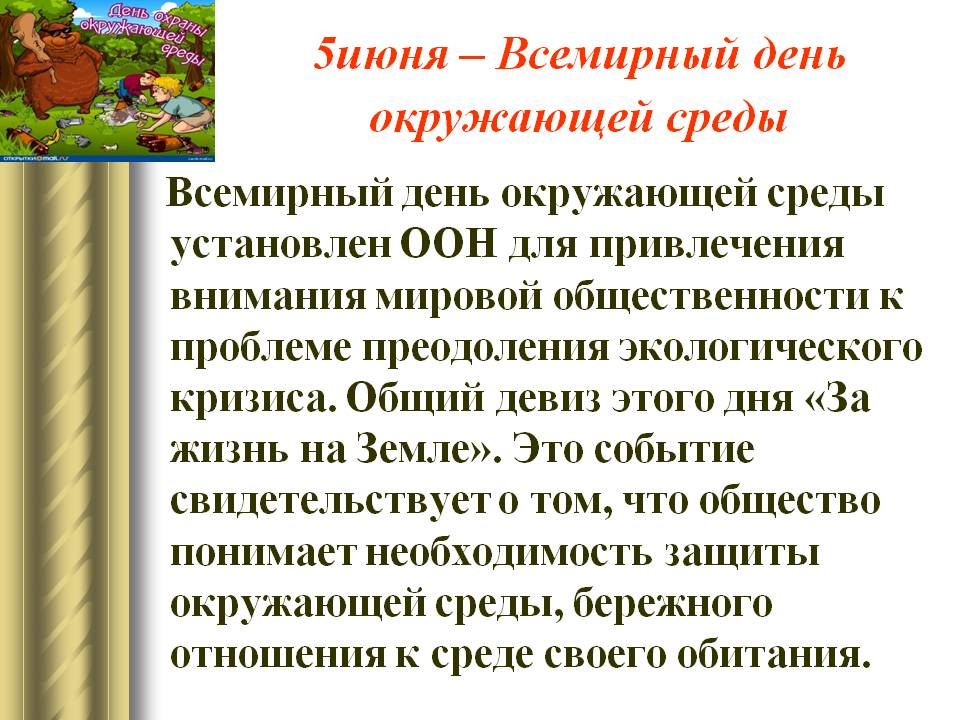 День охраны
окружающей
среды
открытки@mail.ru
5июня – Всемирный день
окружающей среды
Всемирный день окружающей среды
установлен ООН для привлечения
внимания мировой общественности к
проблеме преодоления экологического
кризиса. Общий девиз этого дня «За
жизнь на Земле». Это событие
свидетельствует о том, что общество
понимает необходимость защиты
окружающей среды, бережного
отношения к среде своего обитания.